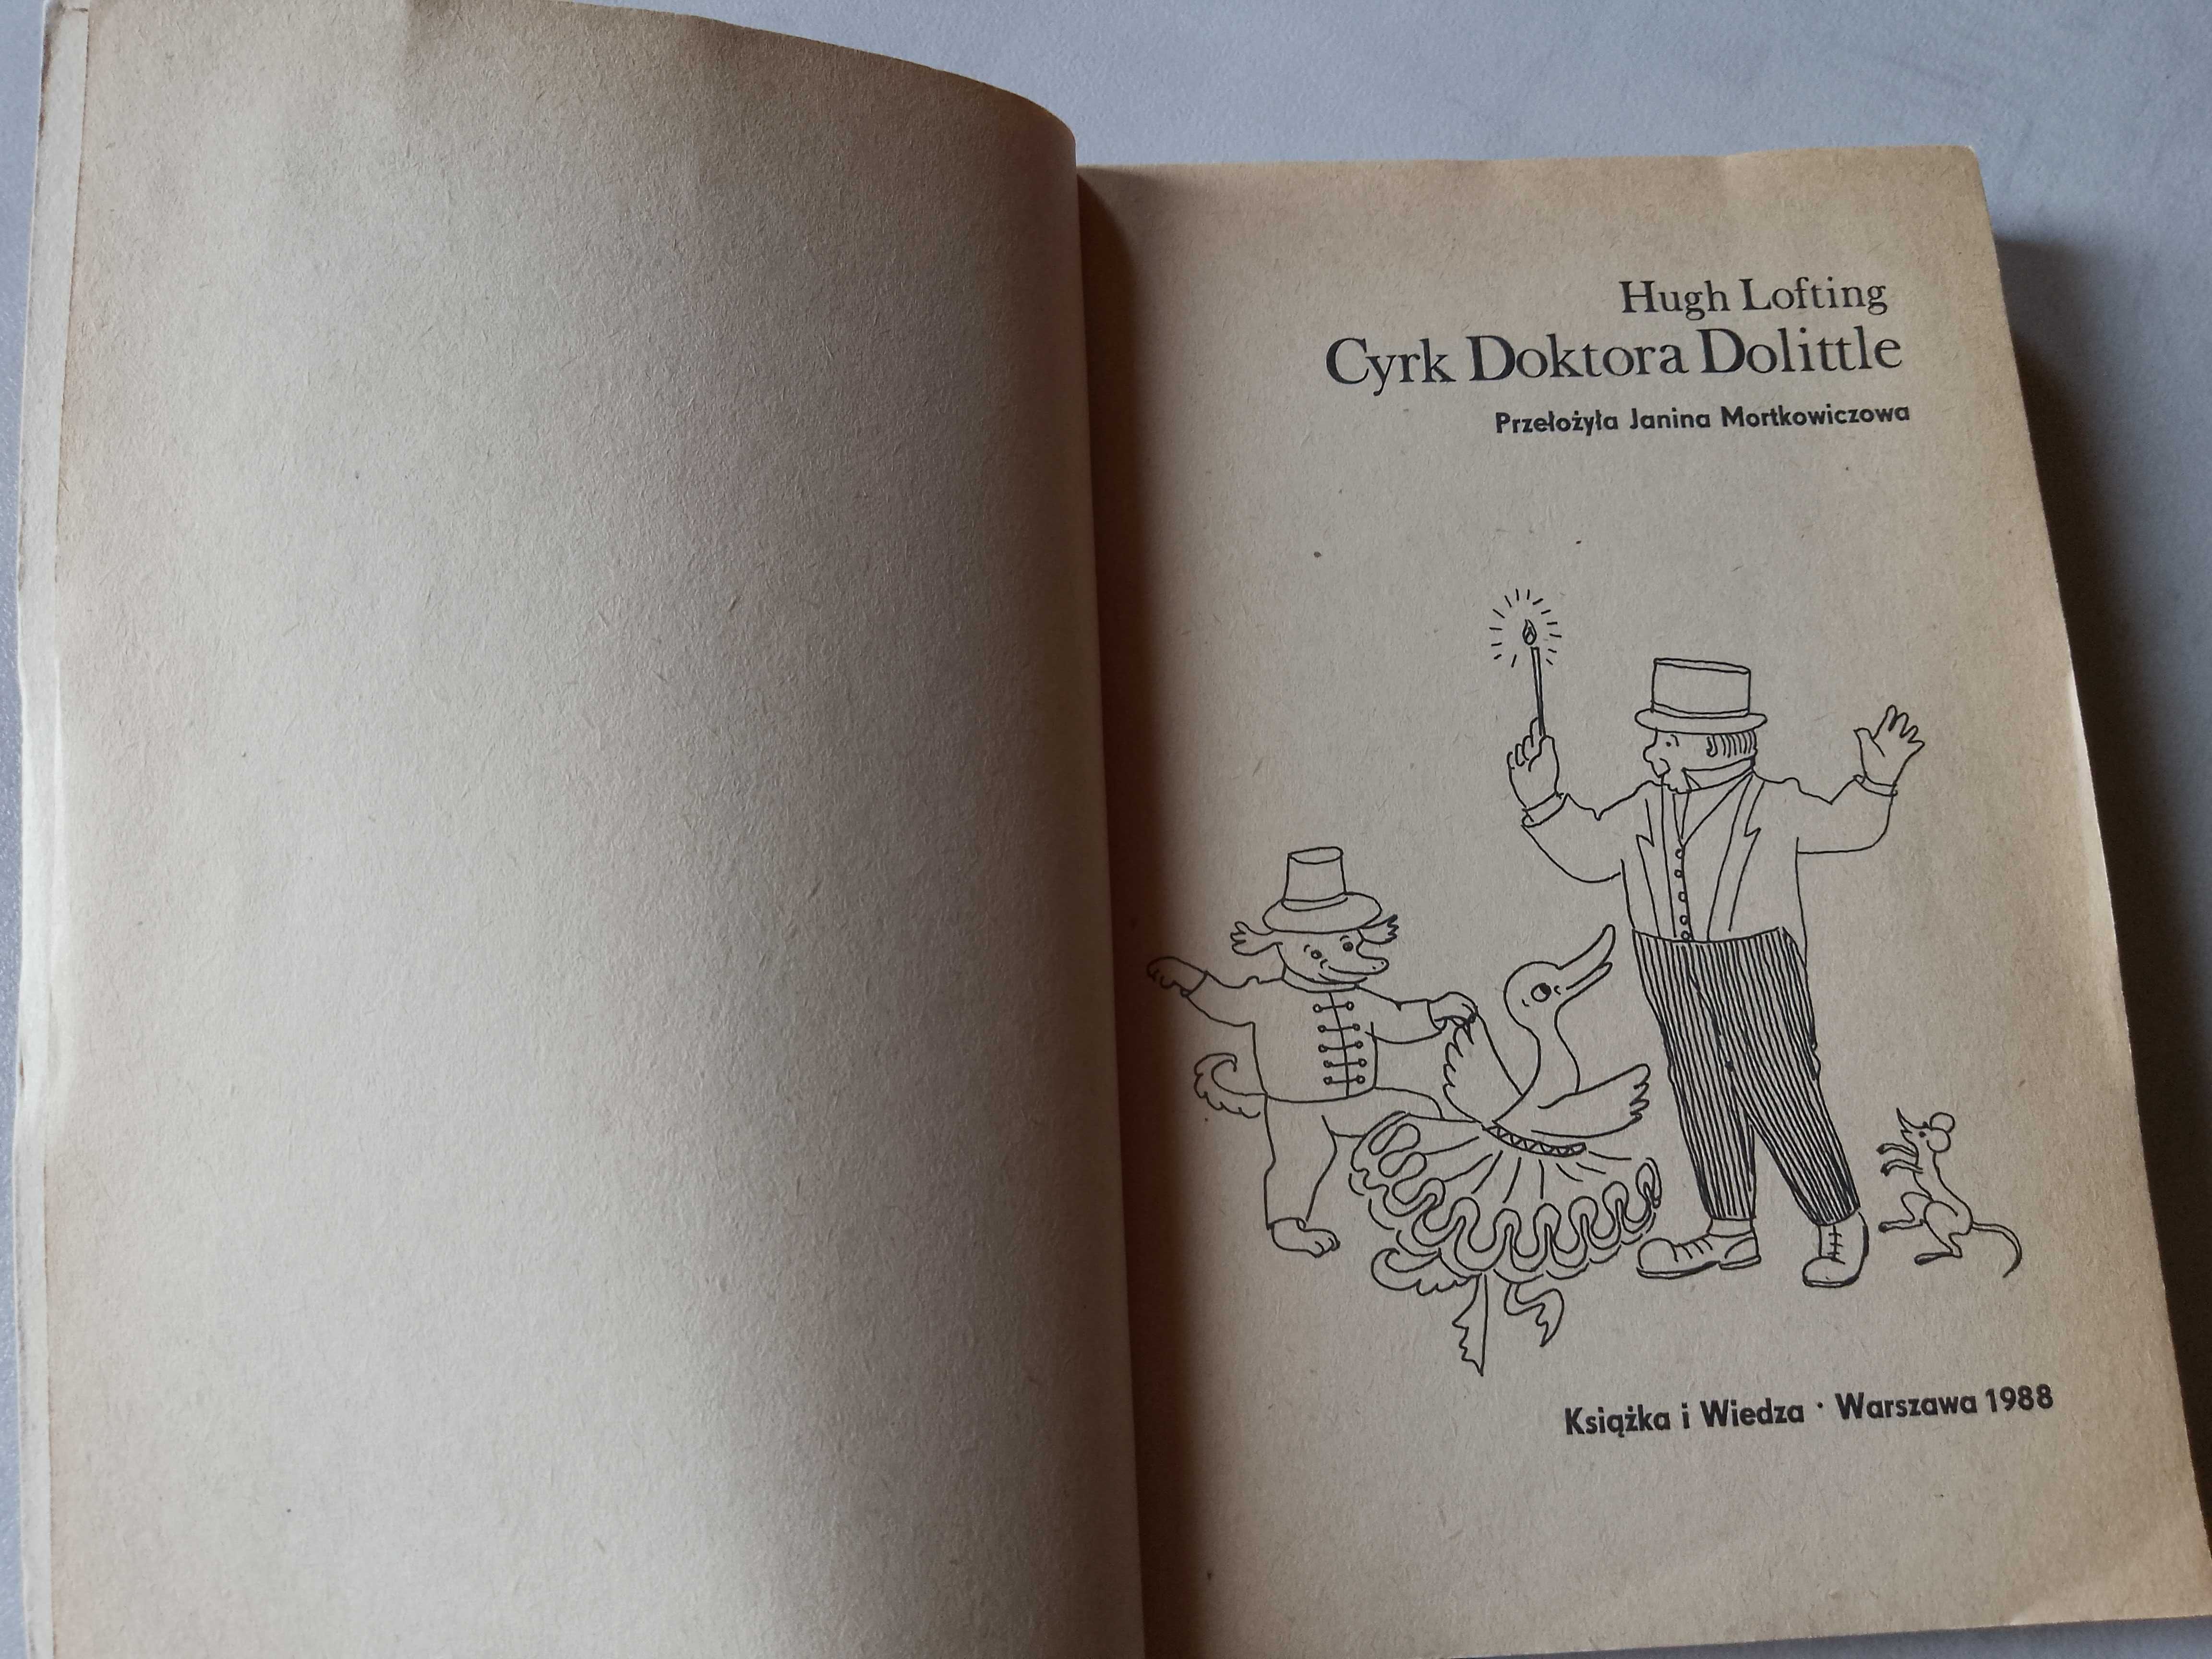 Hugh Lofting
Cyrk Doktora Dolittle
Przełożyła Janina Mortkowiczowa
Książka i Wiedza · Warszawa 1988